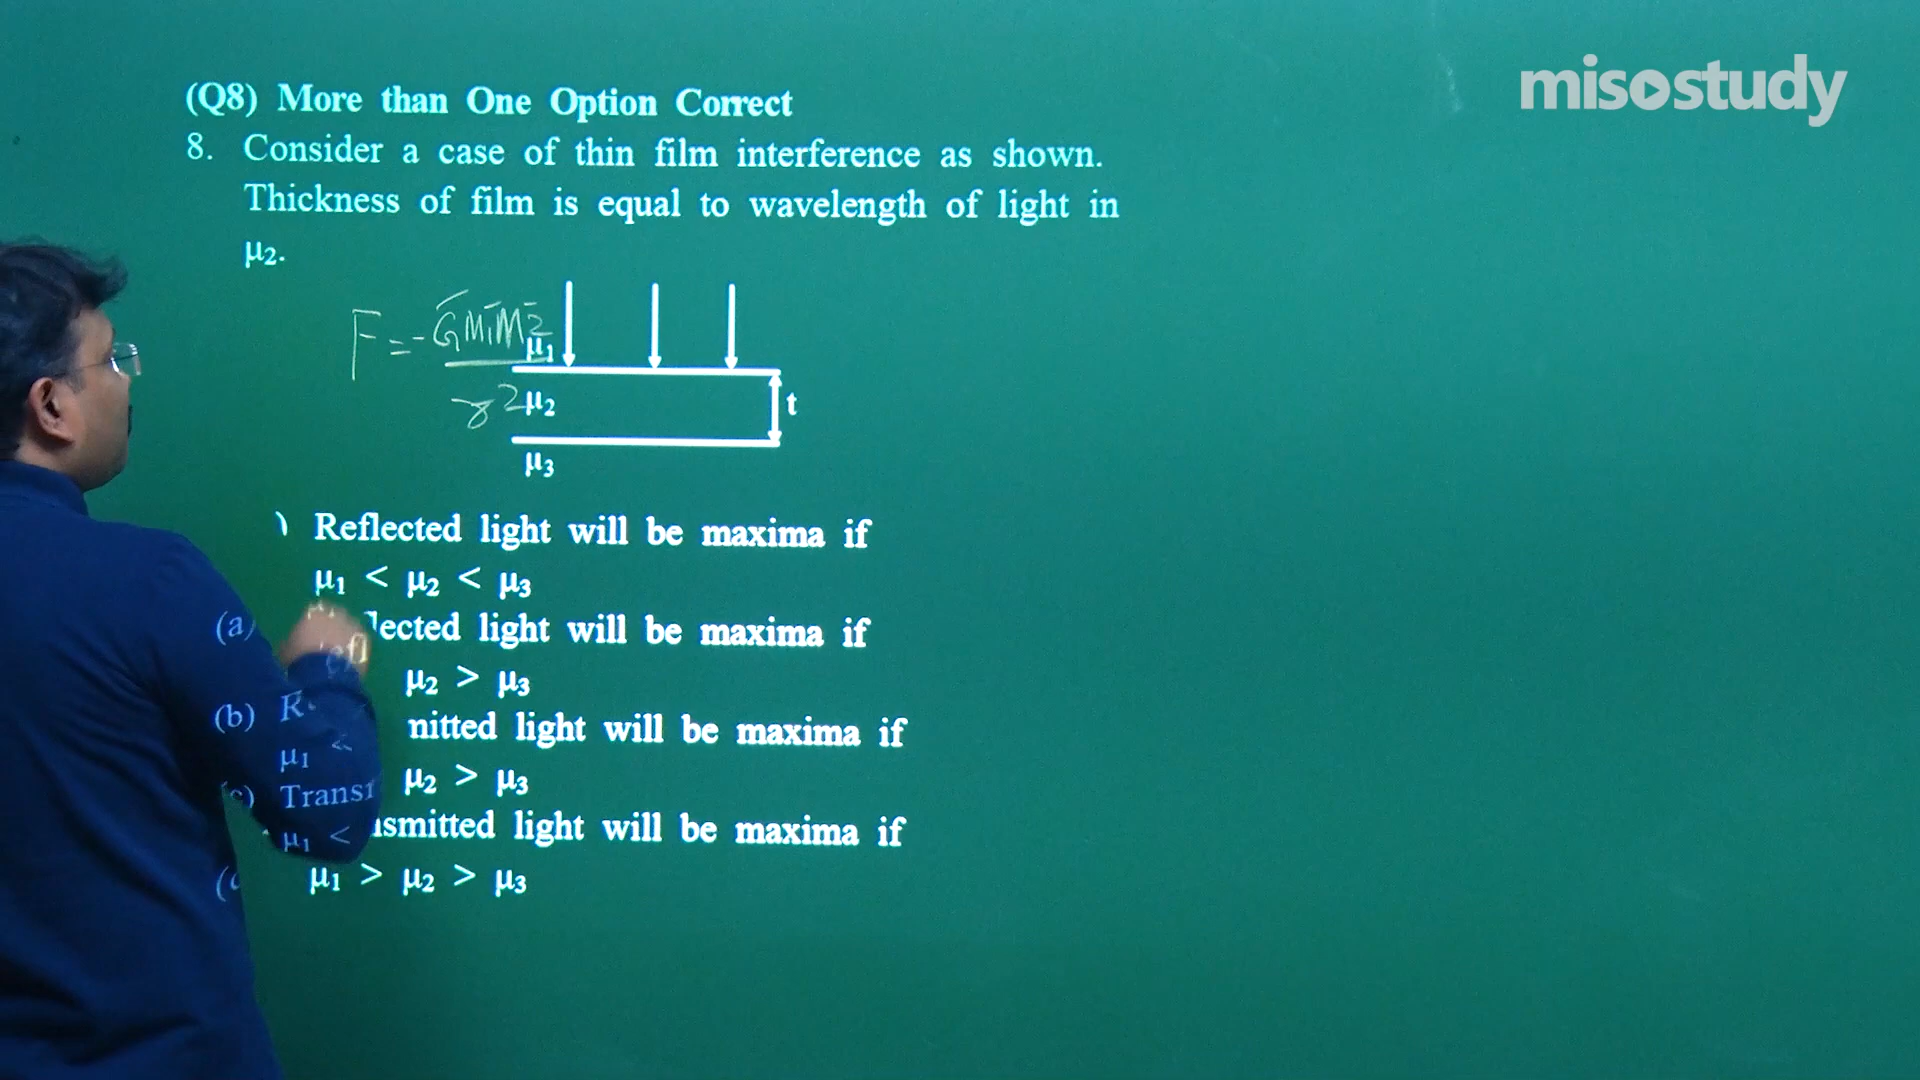 misostudy
(Q8) More than One Option Correct
8. Consider a case of thin film interference as shown.
Thickness of film is equal to wavelength of light in
μ2.
F = - GM1M2
r2
μ1
μ2
t
μ3
) Reflected light will be maxima if
μ1 < μ2 < μ3
(a)
lected light will be maxima if
μ2 > μ3
(b) R
μ1 <
nitted light will be maxima if
μ2 > μ3
(c) Transm
μ1 <
nsmitted light will be maxima if
μ1 > μ2 > μ3